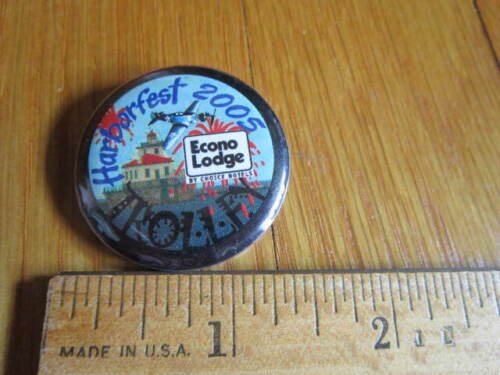 Harborfest 2005
Econo
Lodge
BY CHOICE HOTELS
TROLLEY
MADE IN U.S.A.
1
2